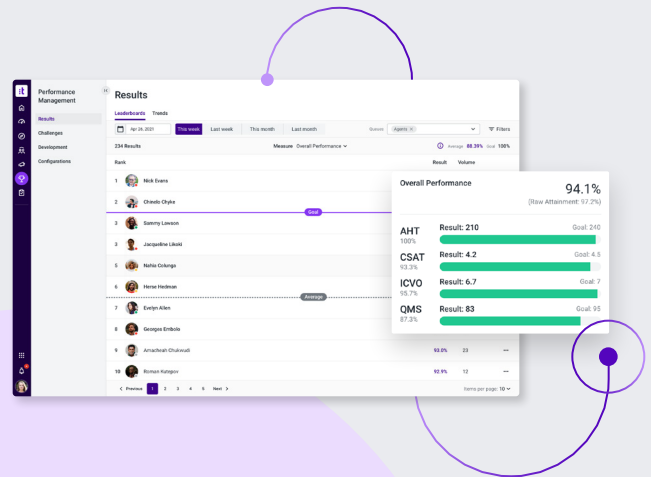 Performance
Management
Results
Challenges
Development
Configurations
Results
Leaderboards Trends
Apr 26, 2021 This week Last week This month Last month Agents × Filters
234 Results Measure Overall Performance Average 88.39% Goal 100%
Rank Result Volume
1 Nick Evans
2 Chinelo Chyke
Goal
3 Sammy Lawson
3 Jacqueline Likoki
5 Nahia Colunga
6 Herse Hedman
Average
7 Evelyn Allen
8 Georges Embolo
9 Amacheah Chukwudi 93.0% 23
10 Roman Kutepov 92.9% 12
Previous 1 2 3 4 5 Next Items per page: 10
Overall Performance 94.1%
(Raw Attainment: 97.2%)
AHT Result: 210 Goal: 240
100%
CSAT Result: 4.2 Goal: 4.5
93.3%
ICVO Result: 6.7 Goal: 7
95.7%
QMS Result: 83 Goal: 95
87.3%